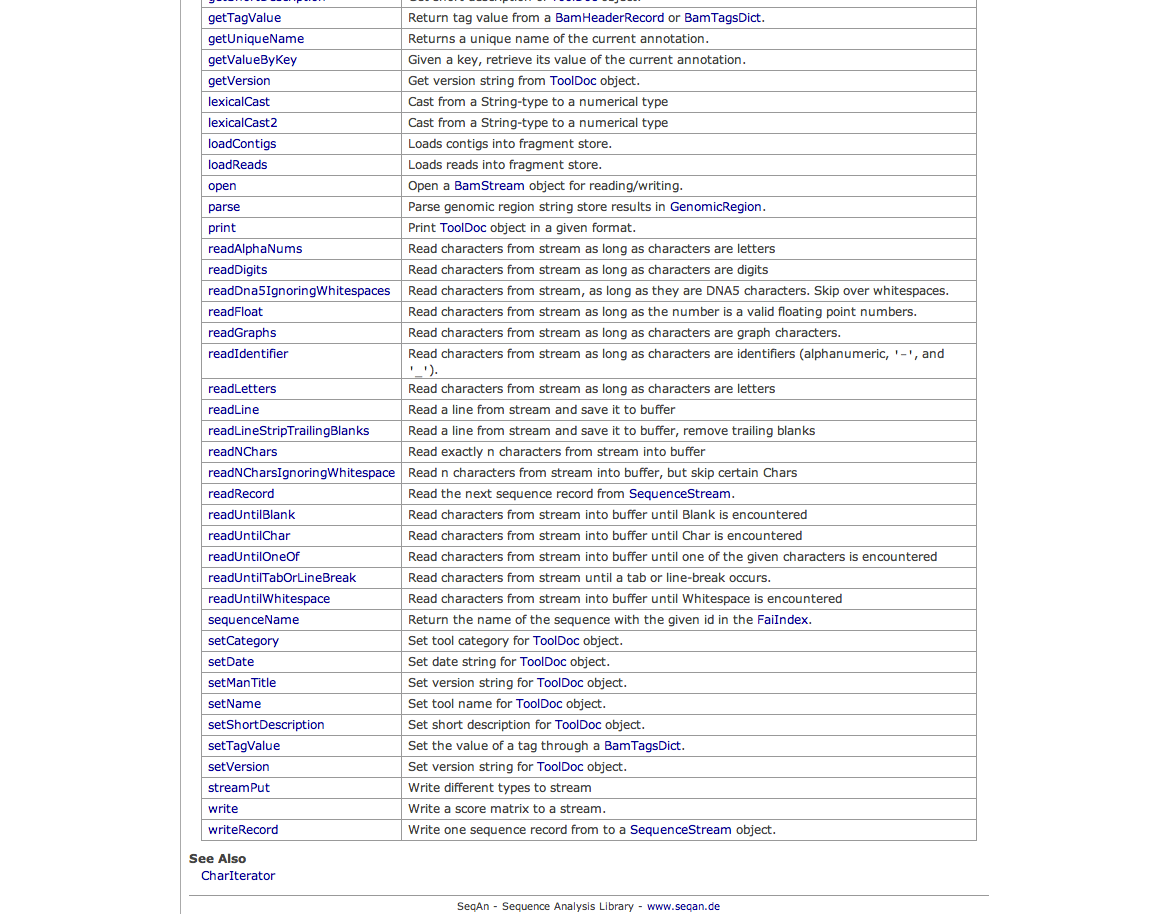 getShortDescription Get short description of ToolDoc object.
getTagValue Return tag value from a BamHeaderRecord or BamTagsDict.
getUniqueName Returns a unique name of the current annotation.
getValueByKey Given a key, retrieve its value of the current annotation.
getVersion Get version string from ToolDoc object.
lexicalCast Cast from a String-type to a numerical type
lexicalCast2 Cast from a String-type to a numerical type
loadContigs Loads contigs into fragment store.
loadReads Loads reads into fragment store.
open Open a BamStream object for reading/writing.
parse Parse genomic region string store results in GenomicRegion.
print Print ToolDoc object in a given format.
readAlphaNums Read characters from stream as long as characters are letters
readDigits Read characters from stream as long as characters are digits
readDna5IgnoringWhitespaces Read characters from stream, as long as they are DNA5 characters. Skip over whitespaces.
readFloat Read characters from stream as long as the number is a valid floating point numbers.
readGraphs Read characters from stream as long as characters are graph characters.
readIdentifier Read characters from stream as long as characters are identifiers (alphanumeric, '-', and
'_').
readLetters Read characters from stream as long as characters are letters
readLine Read a line from stream and save it to buffer
readLineStripTrailingBlanks Read a line from stream and save it to buffer, remove trailing blanks
readNChars Read exactly n characters from stream into buffer
readNCharsIgnoringWhitespace Read n characters from stream into buffer, but skip certain Chars
readRecord Read the next sequence record from SequenceStream.
readUntilBlank Read characters from stream into buffer until Blank is encountered
readUntilChar Read characters from stream into buffer until Char is encountered
readUntilOneOf Read characters from stream into buffer until one of the given characters is encountered
readUntilTabOrLineBreak Read characters from stream until a tab or line-break occurs.
readUntilWhitespace Read characters from stream into buffer until Whitespace is encountered
sequenceName Return the name of the sequence with the given id in the FaiIndex.
setCategory Set tool category for ToolDoc object.
setDate Set date string for ToolDoc object.
setManTitle Set version string for ToolDoc object.
setName Set tool name for ToolDoc object.
setShortDescription Set short description for ToolDoc object.
setTagValue Set the value of a tag through a BamTagsDict.
setVersion Set version string for ToolDoc object.
streamPut Write different types to stream
write Write a score matrix to a stream.
writeRecord Write one sequence record from to a SequenceStream object.
See Also
CharIterator
SeqAn - Sequence Analysis Library - www.seqan.de